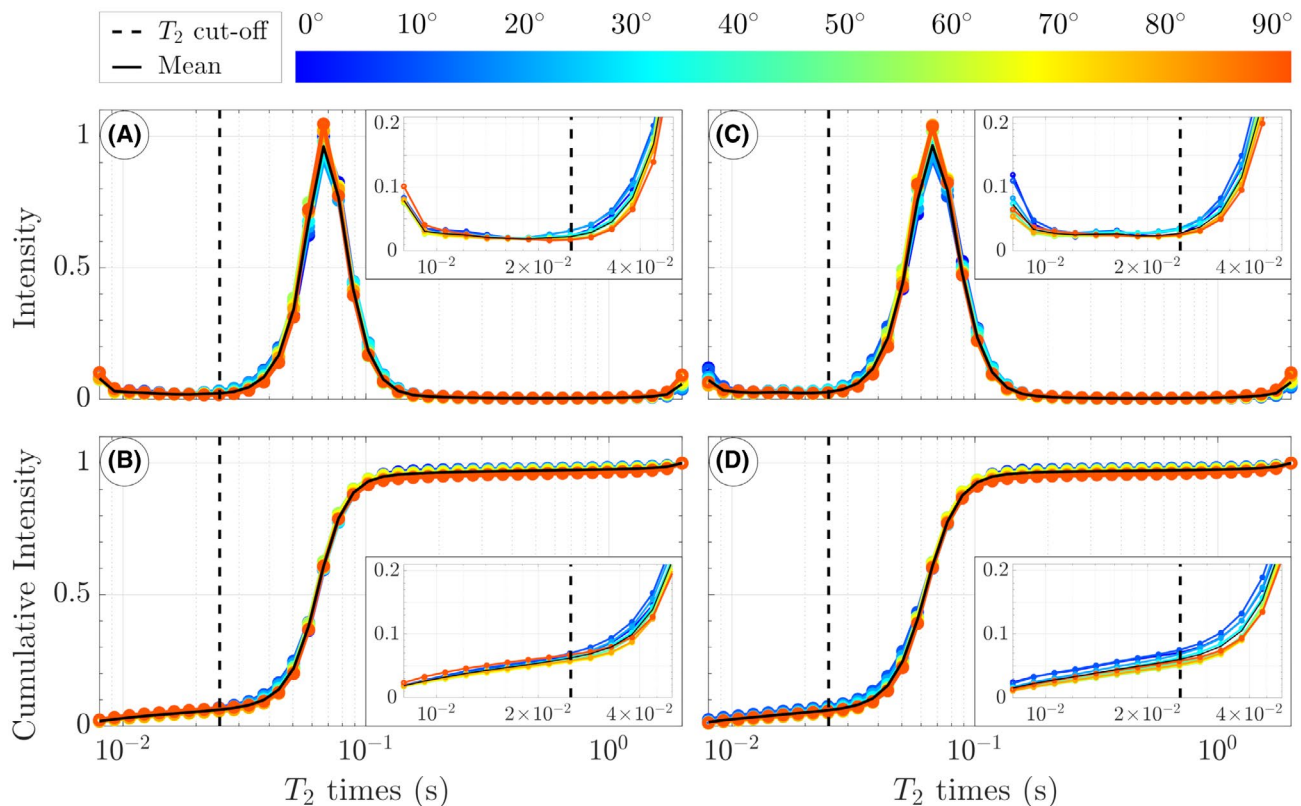 T₂ cut-off
Mean
0° 10° 20° 30° 40° 50° 60° 70° 80° 90°
(A)
Intensity
1
0.5
0
0.2
0.1
0
10⁻² 2×10⁻² 4×10⁻²
(C)
0.2
0.1
0
10⁻² 2×10⁻² 4×10⁻²
(B)
Cumulative Intensity
1
0.5
0
0.2
0.1
0
10⁻² 2×10⁻² 4×10⁻²
10⁻² 10⁻¹ 10⁰
T₂ times (s)
(D)
0.2
0.1
0
10⁻² 2×10⁻² 4×10⁻²
10⁻² 10⁻¹ 10⁰
T₂ times (s)